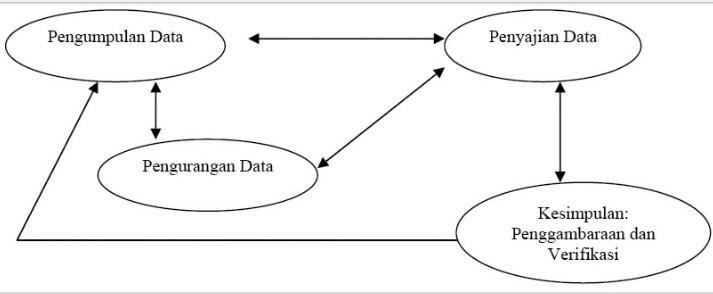 Pengumpulan Data
Penyajian Data
Pengurangan Data
Kesimpulan:
Penggambaraan dan
Verifikasi